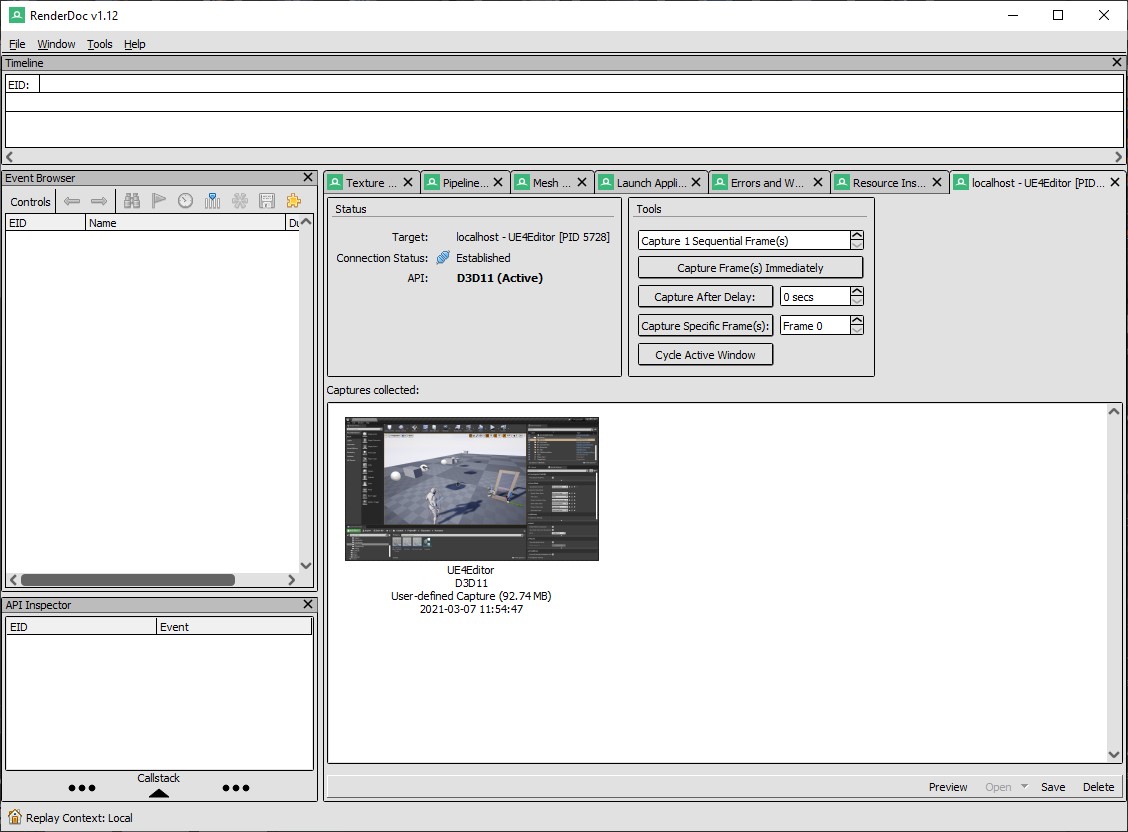 RenderDoc v1.12
File Window Tools Help
Timeline
EID:
Event Browser
Controls
EID Name Du
Texture ... Pipeline... Mesh ... Launch Appli... Errors and W... Resource Ins... localhost - UE4Editor [PID...
Status
Target: localhost - UE4Editor [PID 5728]
Connection Status: Established
API: D3D11 (Active)
Tools
Capture 1 Sequential Frame(s)
Capture Frame(s) Immediately
Capture After Delay: 0 secs
Capture Specific Frame(s): Frame 0
Cycle Active Window
Captures collected:
UE4Editor
D3D11
User-defined Capture (92.74 MB)
2021-03-07 11:54:47
API Inspector
EID Event
Callstack
Preview Open Save Delete
Replay Context: Local